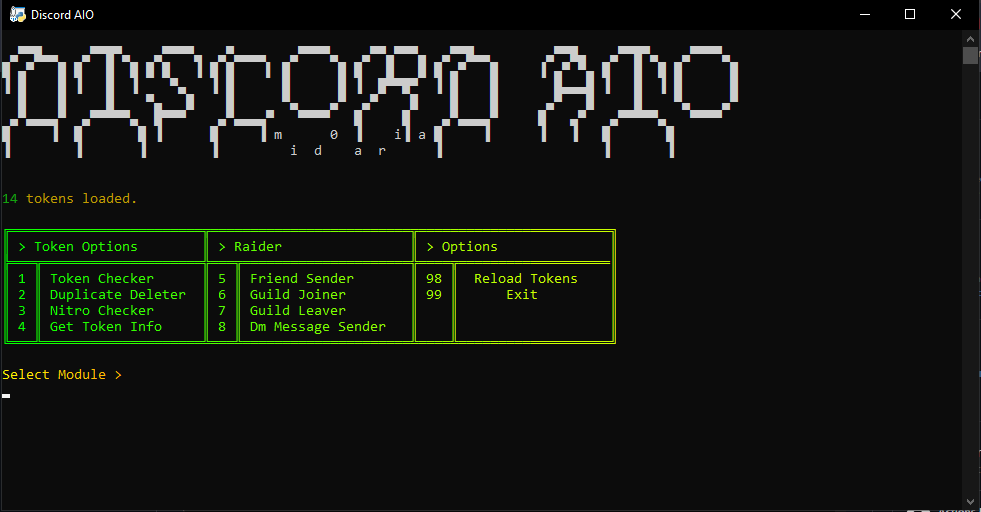 Discord AIO
DISCORD AIO
m 0 i a
i d a r
14 tokens loaded.
> Token Options > Raider > Options
1 Token Checker 5 Friend Sender 98 Reload Tokens
2 Duplicate Deleter 6 Guild Joiner 99 Exit
3 Nitro Checker 7 Guild Leaver
4 Get Token Info 8 Dm Message Sender
Select Module >